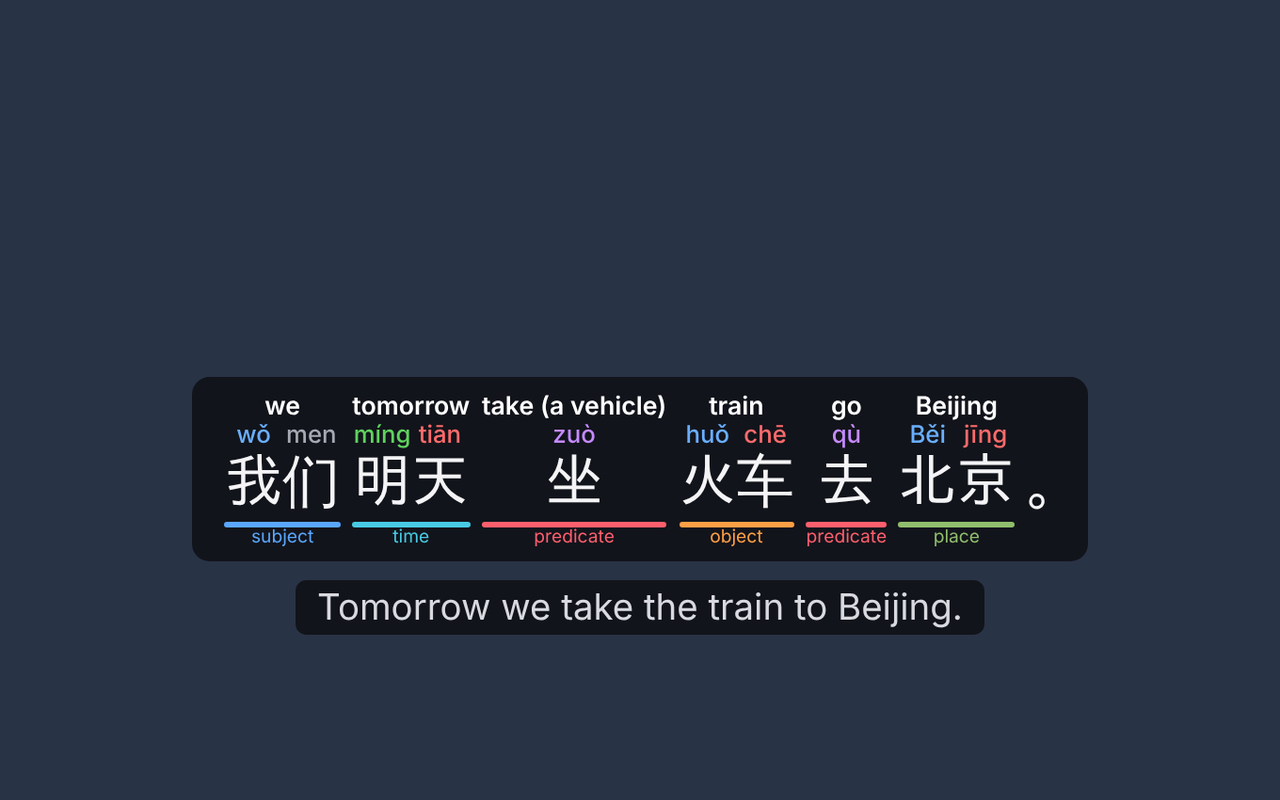 we tomorrow take (a vehicle) train go Beijing
wǒ men míng tiān zuò huǒ chē qù Běi jīng
我们 明天 坐 火车 去 北京 。
subject time predicate object predicate place
Tomorrow we take the train to Beijing.